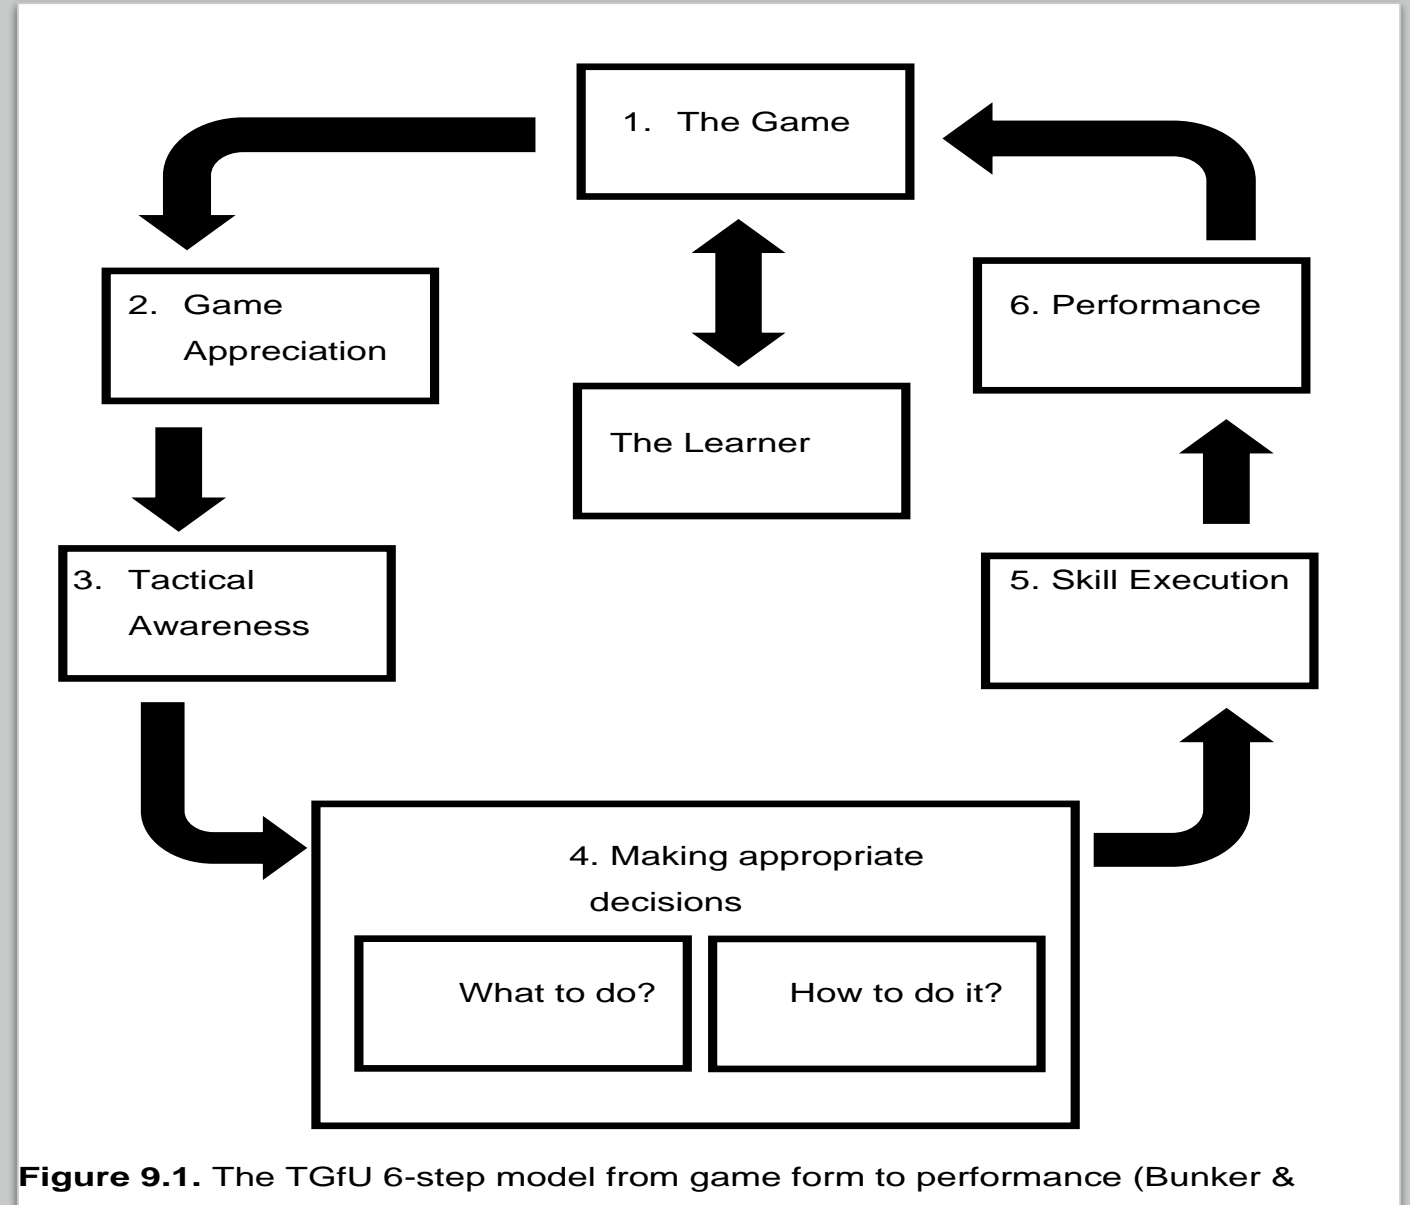 1. The Game
2. Game
Appreciation
6. Performance
The Learner
3. Tactical
Awareness
5. Skill Execution
4. Making appropriate
decisions
What to do?
How to do it?
Figure 9.1. The TGfU 6-step model from game form to performance (Bunker &